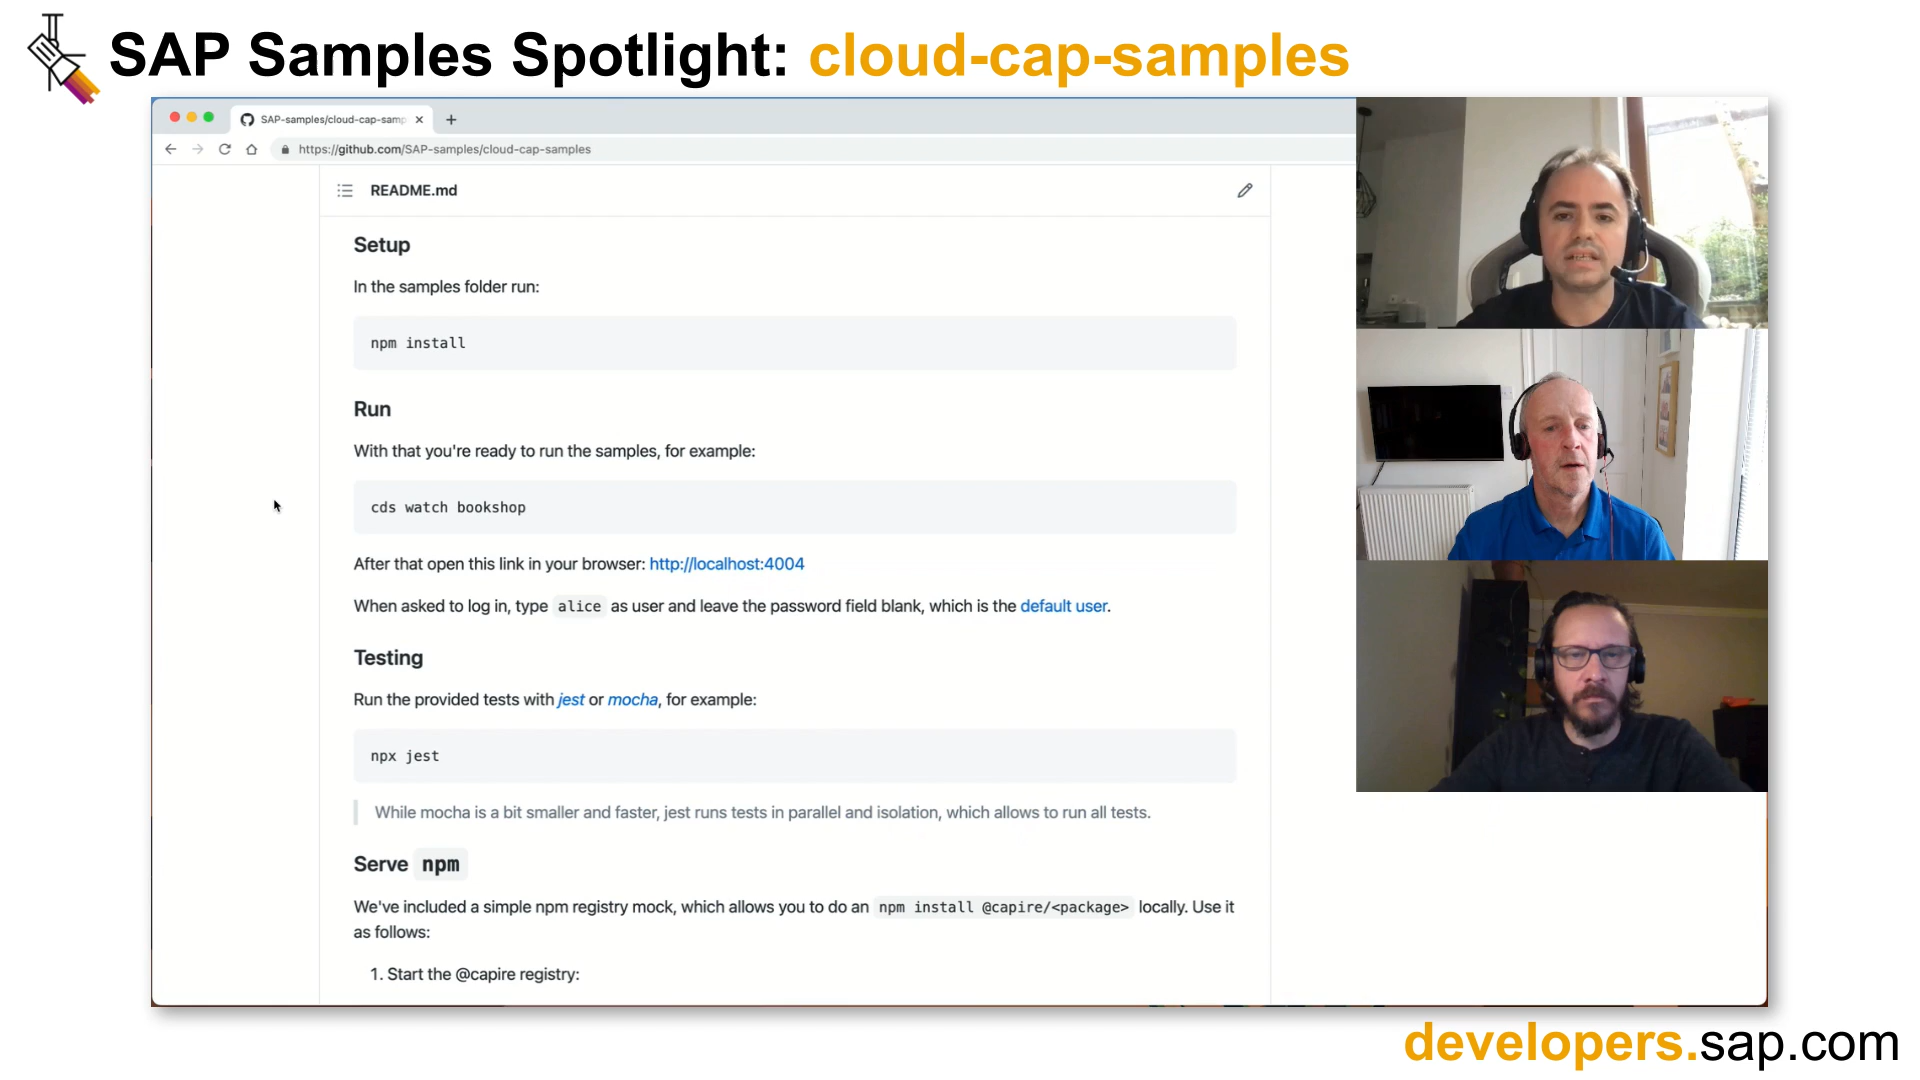 SAP Samples Spotlight: cloud-cap-samples
SAP-samples/cloud-cap-samp
https://github.com/SAP-samples/cloud-cap-samples
README.md
Setup
In the samples folder run:
npm install
Run
With that you're ready to run the samples, for example:
cds watch bookshop
After that open this link in your browser: http://localhost:4004
When asked to log in, type alice as user and leave the password field blank, which is the default user.
Testing
Run the provided tests with jest or mocha, for example:
npx jest
While mocha is a bit smaller and faster, jest runs tests in parallel and isolation, which allows to run all tests.
Serve npm
We've included a simple npm registry mock, which allows you to do an npm install @capire/<package> locally. Use it
as follows:
1. Start the @capire registry:
developers.sap.com